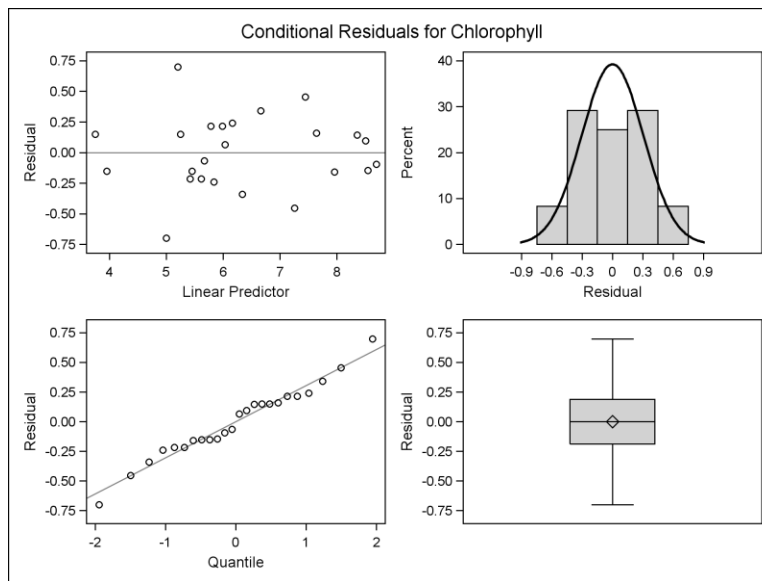 Conditional Residuals for Chlorophyll
0.75
0.50
0.25
0.00
-0.25
-0.50
-0.75
Residual
4 5 6 7 8
Linear Predictor
40
30
20
10
0
Percent
-0.9 -0.6 -0.3 0 0.3 0.6 0.9
Residual
0.75
0.50
0.25
0.00
-0.25
-0.50
-0.75
Residual
-2 -1 0 1 2
Quantile
0.75
0.50
0.25
0.00
-0.25
-0.50
-0.75
Residual